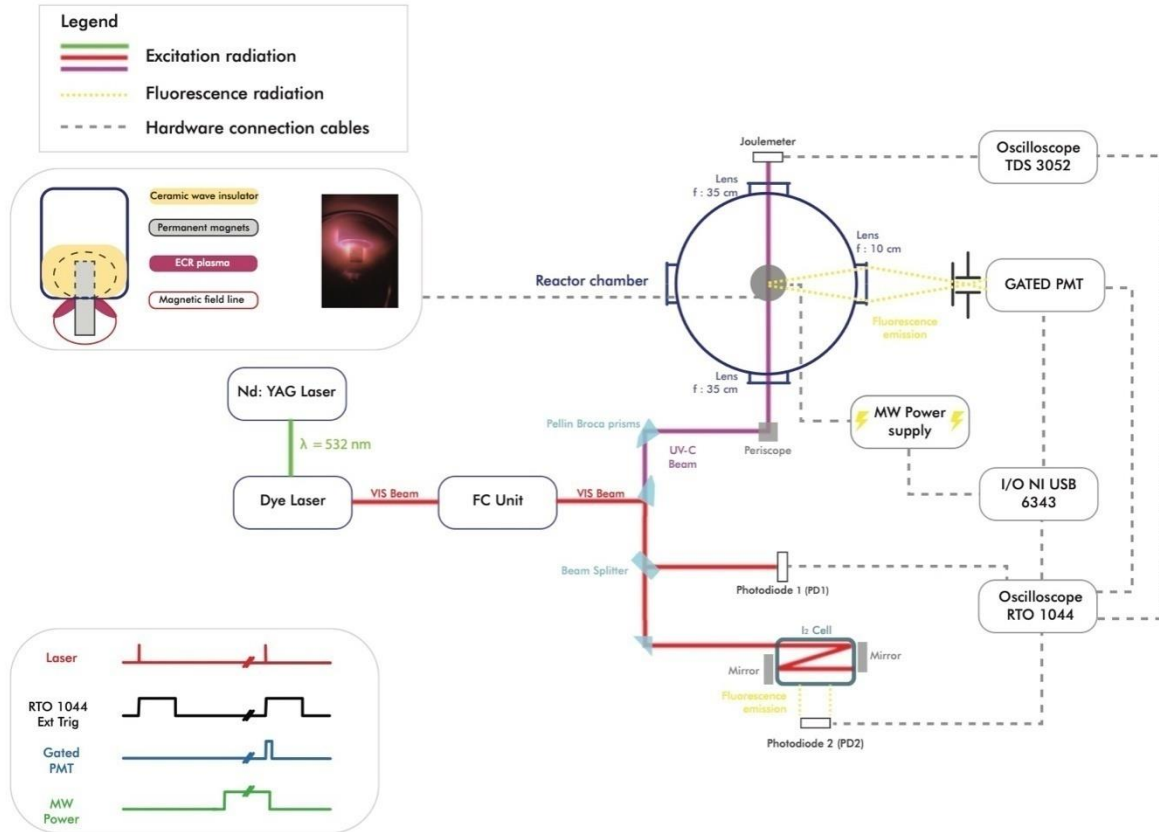 Legend
Excitation radiation
Fluorescence radiation
Hardware connection cables
Ceramic wave insulator
Permanent magnets
ECR plasma
Magnetic field line
Joulemeter
Lens
f : 35 cm
Oscilloscope
TDS 3052
Lens
f : 10 cm
Reactor chamber
GATED PMT
Fluorescence
emission
Lens
f : 35 cm
Nd: YAG Laser
λ = 532 nm
Pellin Broca prisms
UV-C
Beam
Periscope
MW Power
supply
Dye Laser
VIS Beam
FC Unit
VIS Beam
I/O NI USB
6343
Beam Splitter
Photodiode 1 (PD1)
Oscilloscope
RTO 1044
I₂ Cell
Mirror
Mirror
Fluorescence
emission
Photodiode 2 (PD2)
Laser
RTO 1044
Ext Trig
Gated
PMT
MW
Power